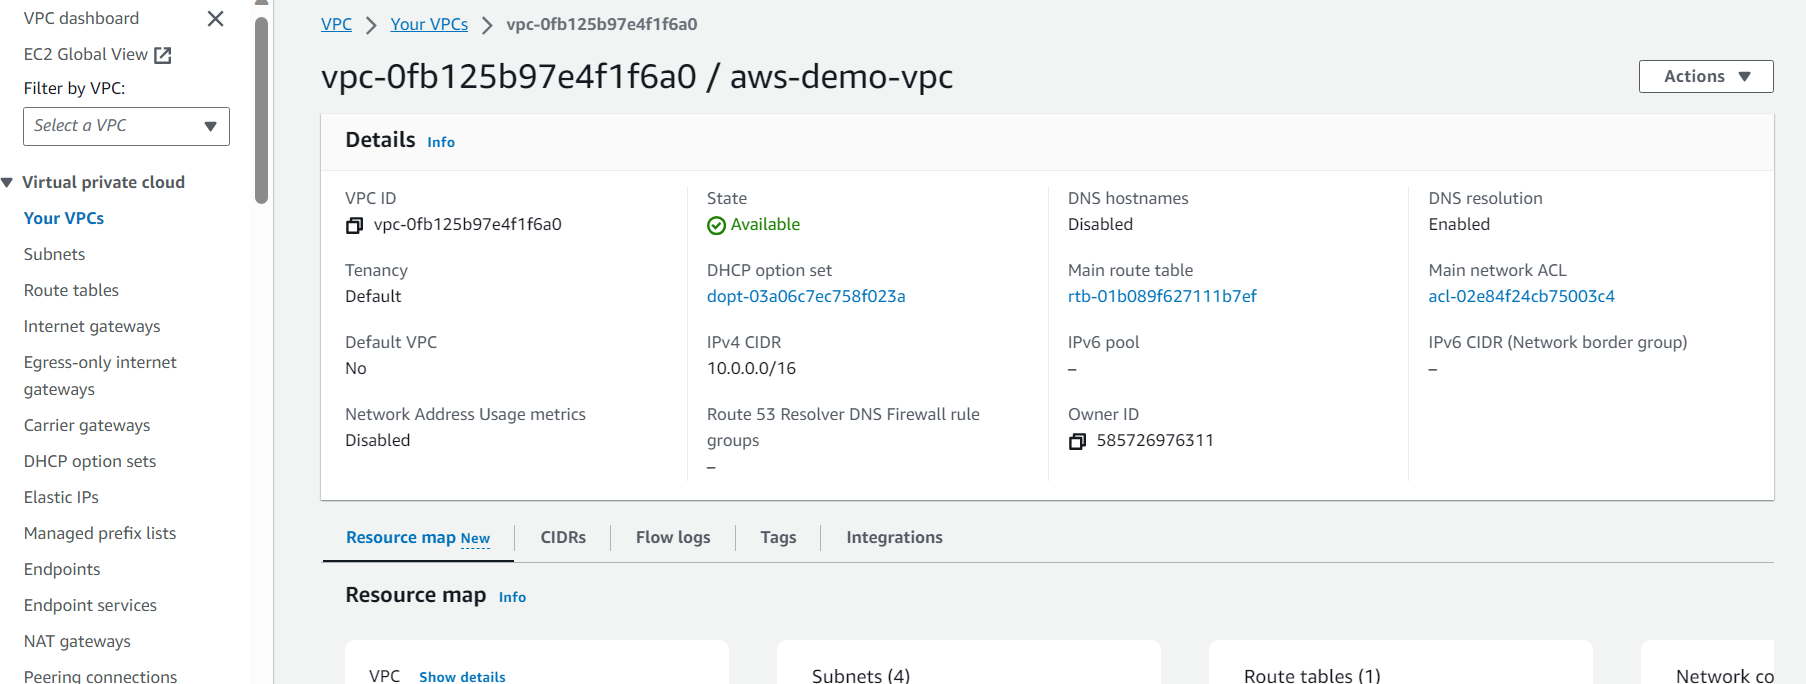 VPC dashboard
EC2 Global View
Filter by VPC:
Select a VPC
Virtual private cloud
Your VPCs
Subnets
Route tables
Internet gateways
Egress-only internet
gateways
Carrier gateways
DHCP option sets
Elastic IPs
Managed prefix lists
Endpoints
Endpoint services
NAT gateways
Peering connections
VPC > Your VPCs > vpc-0fb125b97e4f1f6a0
vpc-0fb125b97e4f1f6a0 / aws-demo-vpc
Actions
Details Info
VPC ID
vpc-0fb125b97e4f1f6a0
State
Available
DNS hostnames
Disabled
DNS resolution
Enabled
Tenancy
Default
DHCP option set
dopt-03a06c7ec758f023a
Main route table
rtb-01b089f627111b7ef
Main network ACL
acl-02e84f24cb75003c4
Default VPC
No
IPv4 CIDR
10.0.0.0/16
IPv6 pool
–
IPv6 CIDR (Network border group)
–
Network Address Usage metrics
Disabled
Route 53 Resolver DNS Firewall rule
groups
–
Owner ID
585726976311
Resource map New
CIDRs
Flow logs
Tags
Integrations
Resource map Info
VPC Show details
Subnets (4)
Route tables (1)
Network co